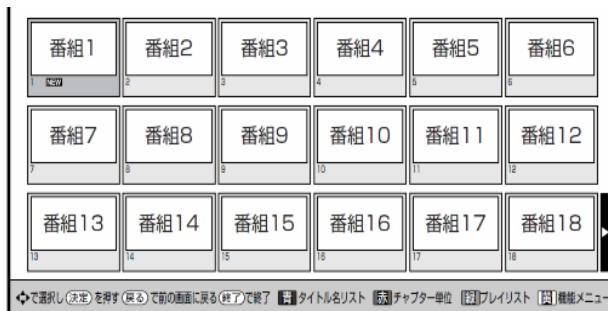 番組1 番組2 番組3 番組4 番組5 番組6
1 NEW 2 3 4 5 6
番組7 番組8 番組9 番組10 番組11 番組12
7 8 9 10 11 12
番組13 番組14 番組15 番組16 番組17 番組18
13 14 15 16 17 18
で選択し 決定 を押す 戻る で前の画面に戻る 終了 で終了 青 タイトル名リスト 赤 チャプター単位 緑 プレイリスト 黄 機能メニュー